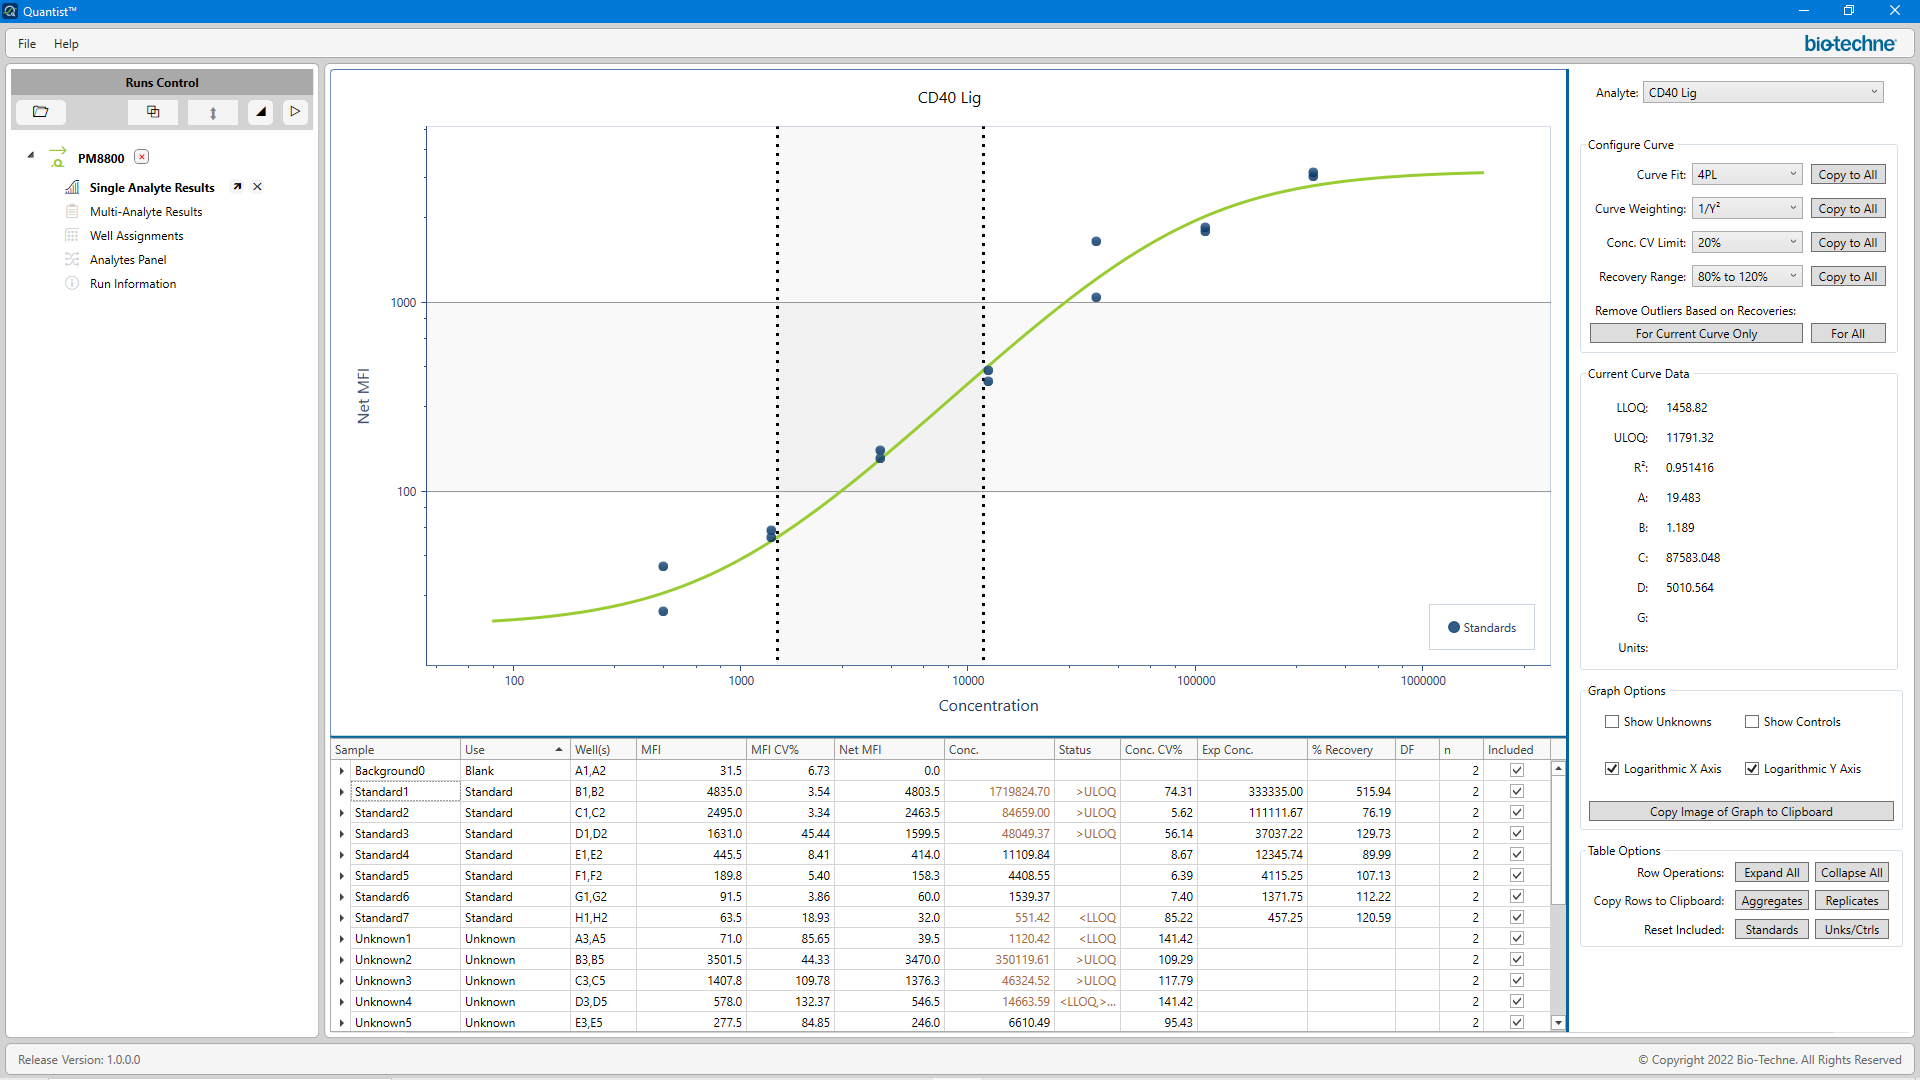 Quantist™
File Help
bio-techne
Runs Control
PM8800
Single Analyte Results
Multi-Analyte Results
Well Assignments
Analytes Panel
Run Information
CD40 Lig
Net MFI
1000
100
Standards
100 1000 10000 100000 1000000
Concentration
Analyte: CD40 Lig
Configure Curve
Curve Fit: 4PL Copy to All
Curve Weighting: 1/Y² Copy to All
Conc. CV Limit: 20% Copy to All
Recovery Range: 80% to 120% Copy to All
Remove Outliers Based on Recoveries:
For Current Curve Only For All
Current Curve Data
LLOQ: 1458.82
ULOQ: 11791.32
R²: 0.951416
A: 19.483
B: 1.189
C: 87583.048
D: 5010.564
G:
Units:
Graph Options
Show Unknowns Show Controls
Logarithmic X Axis Logarithmic Y Axis
Copy Image of Graph to Clipboard
Table Options
Row Operations: Expand All Collapse All
Copy Rows to Clipboard: Aggregates Replicates
Reset Included: Standards Unks/Ctrls
Sample Use Well(s) MFI MFI CV% Net MFI Conc. Status Conc. CV% Exp Conc. % Recovery DF n Included
Background0 Blank A1,A2 31.5 6.73 0.0 2
Standard1 Standard B1,B2 4835.0 3.54 4803.5 1719824.70 >ULOQ 74.31 333335.00 515.94 2
Standard2 Standard C1,C2 2495.0 3.34 2463.5 84659.00 >ULOQ 5.62 111111.67 76.19 2
Standard3 Standard D1,D2 1631.0 45.44 1599.5 48049.37 >ULOQ 56.14 37037.22 129.73 2
Standard4 Standard E1,E2 445.5 8.41 414.0 11109.84 8.67 12345.74 89.99 2
Standard5 Standard F1,F2 189.8 5.40 158.3 4408.55 6.39 4115.25 107.13 2
Standard6 Standard G1,G2 91.5 3.86 60.0 1539.37 7.40 1371.75 112.22 2
Standard7 Standard H1,H2 63.5 18.93 32.0 551.42 <LLOQ 85.22 457.25 120.59 2
Unknown1 Unknown A3,A5 71.0 85.65 39.5 1120.42 <LLOQ 141.42 2
Unknown2 Unknown B3,B5 3501.5 44.33 3470.0 350119.61 >ULOQ 109.29 2
Unknown3 Unknown C3,C5 1407.8 109.78 1376.3 46324.52 >ULOQ 117.79 2
Unknown4 Unknown D3,D5 578.0 132.37 546.5 14663.59 <LLOQ,>... 141.42 2
Unknown5 Unknown E3,E5 277.5 84.85 246.0 6610.49 95.43 2
Release Version: 1.0.0.0
© Copyright 2022 Bio-Techne. All Rights Reserved